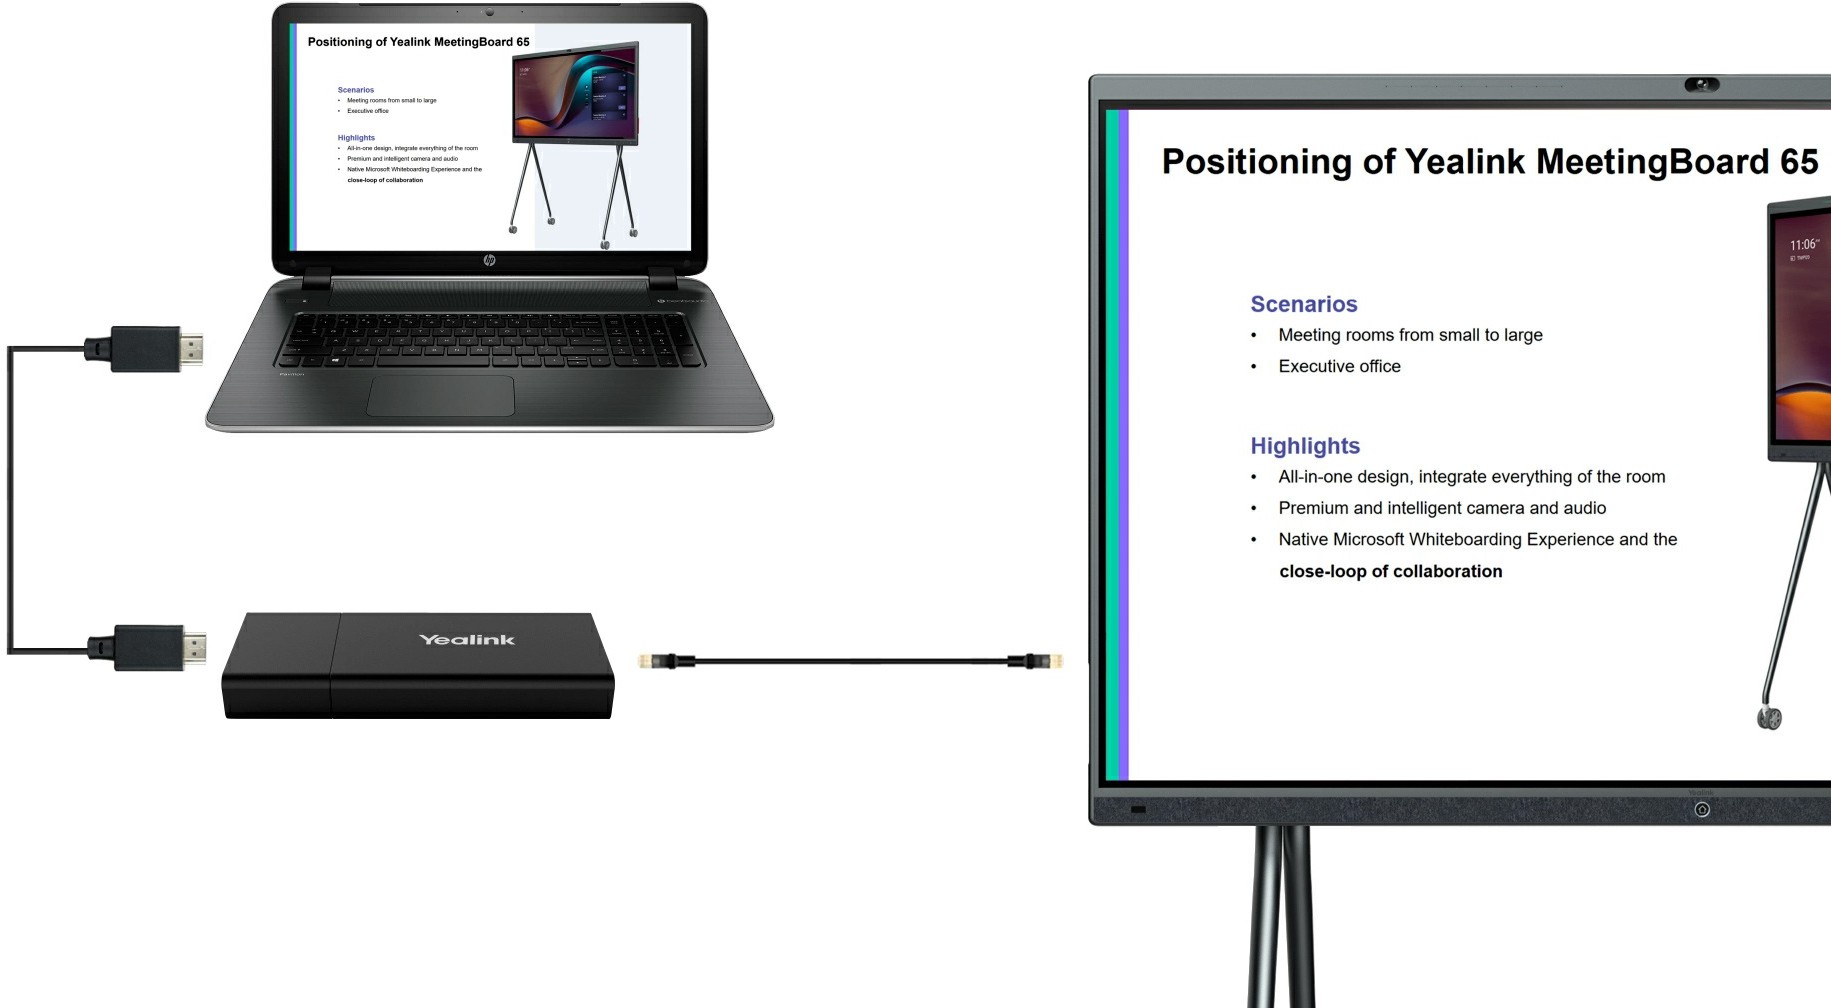 Positioning of Yealink MeetingBoard 65
Scenarios
• Meeting rooms from small to large
• Executive office
Highlights
• All-in-one design, integrate everything of the room
• Premium and intelligent camera and audio
• Native Microsoft Whiteboarding Experience and the
close-loop of collaboration
hp
Pavilion
Yealink
Positioning of Yealink MeetingBoard 65
11:06
Scenarios
• Meeting rooms from small to large
• Executive office
Highlights
• All-in-one design, integrate everything of the room
• Premium and intelligent camera and audio
• Native Microsoft Whiteboarding Experience and the
close-loop of collaboration
Yealink